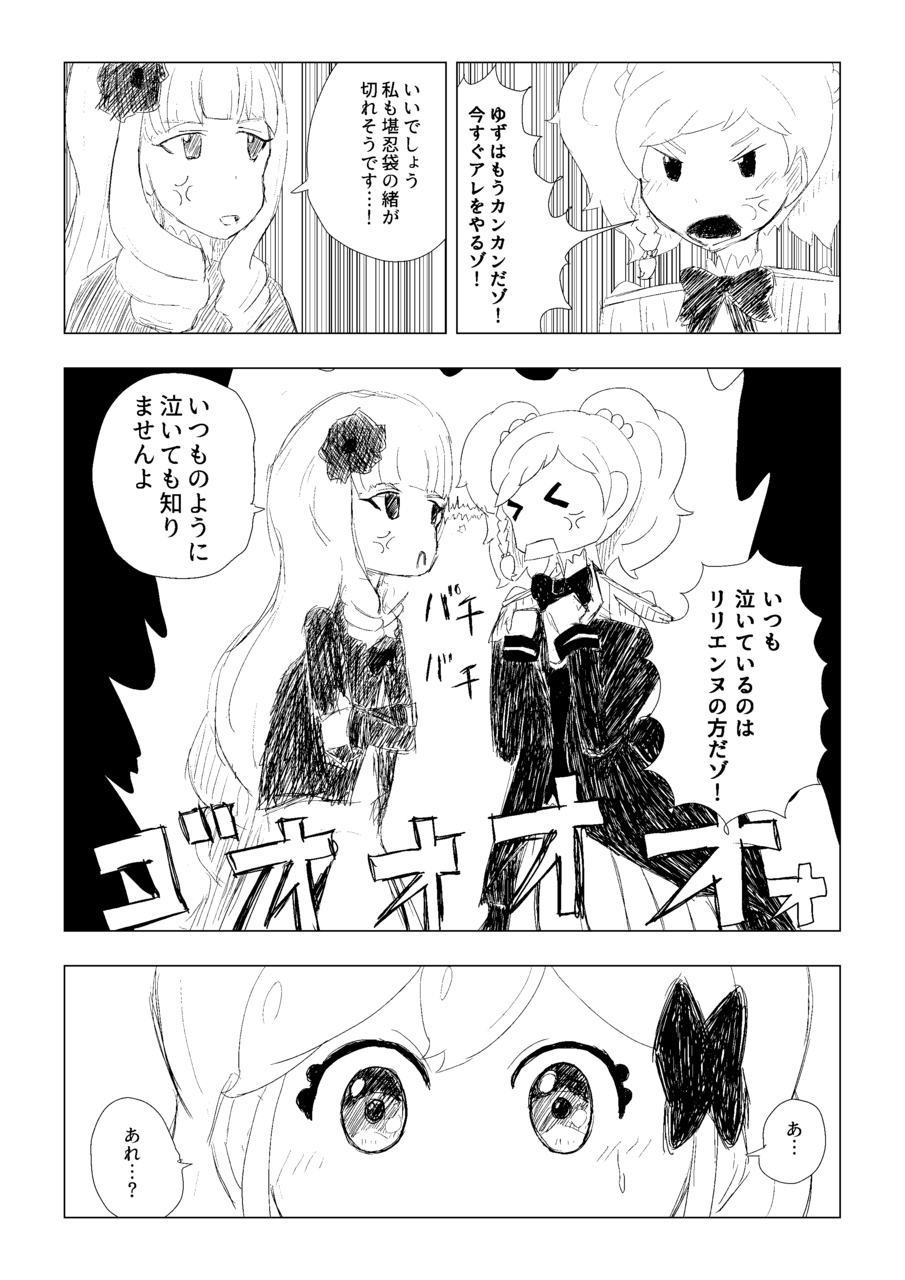 ゆずはもうカンカンだゾ!
今すぐアレをやるゾ!
いいでしょう
私も堪忍袋の緒が
切れそうです…!
いつも
泣いているのは
リリエンヌの方だゾ!
いつものように
泣いても知り
ませんよ
バチ
バチ
ゴオオオオォ
あ…
あれ…?